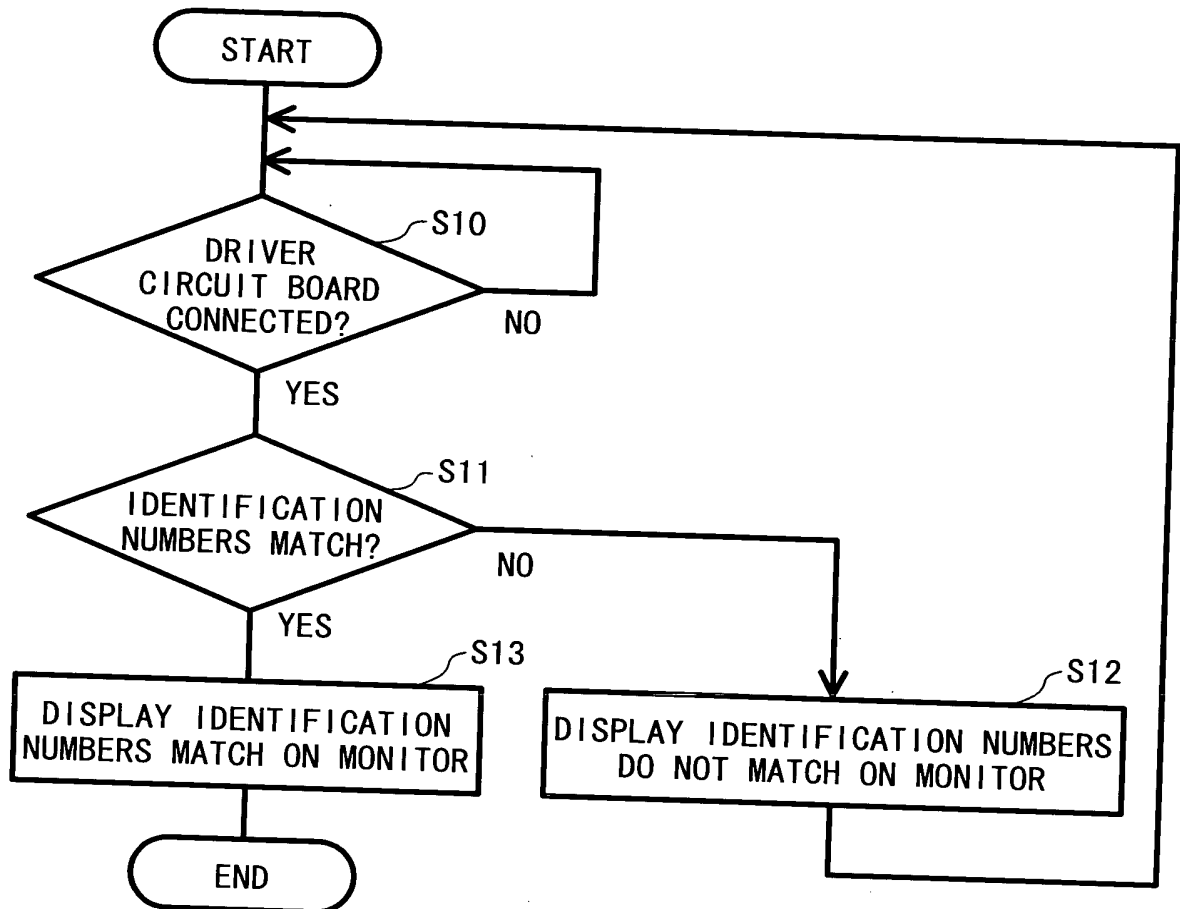 START
S10
DRIVER
CIRCUIT BOARD
CONNECTED?
NO
YES
S11
IDENTIFICATION
NUMBERS MATCH?
NO
YES
S13
DISPLAY IDENTIFICATION
NUMBERS MATCH ON MONITOR
S12
DISPLAY IDENTIFICATION NUMBERS
DO NOT MATCH ON MONITOR
END